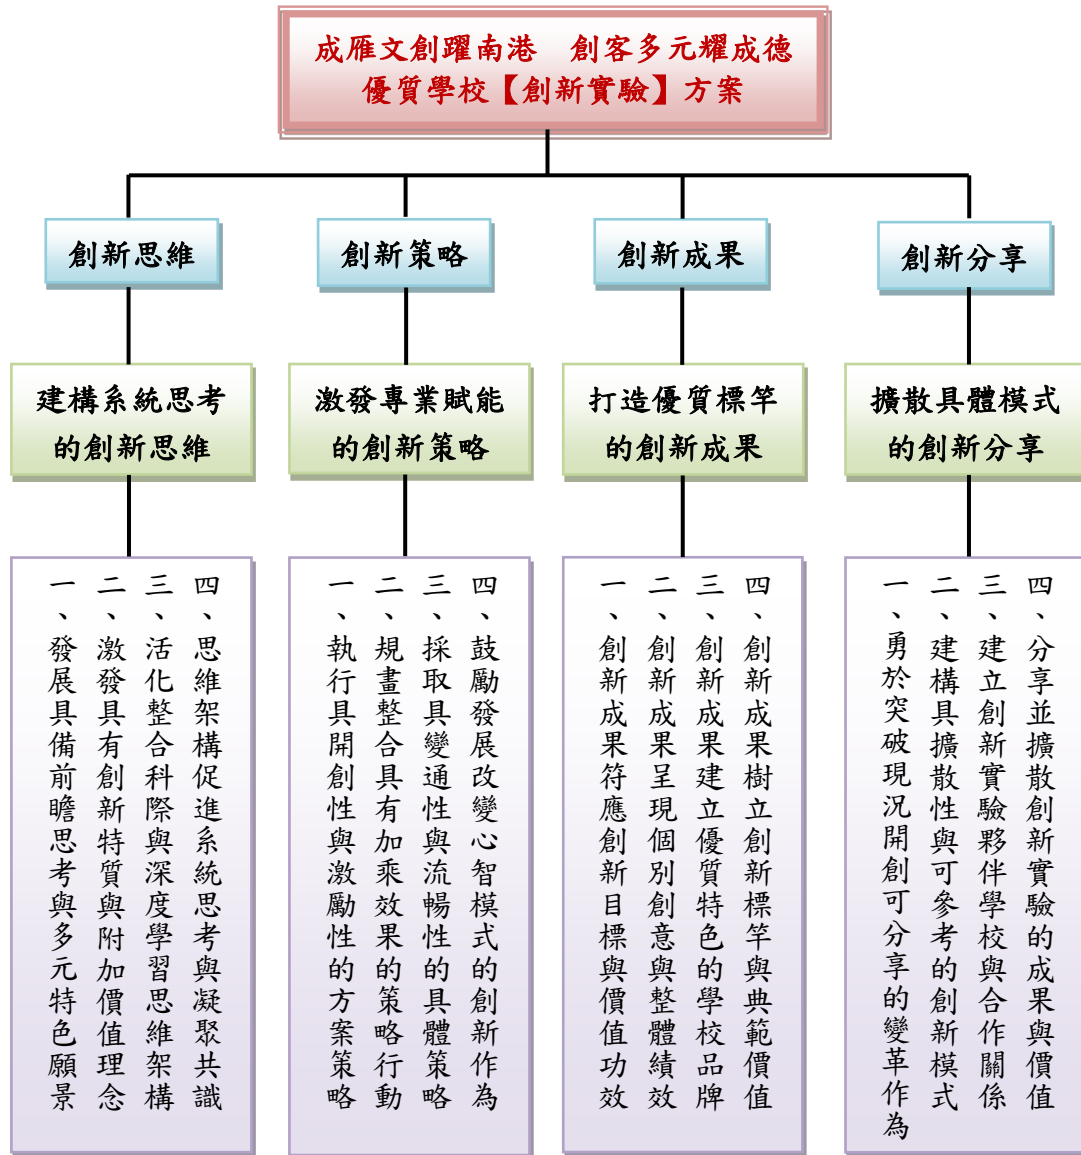 成雁文創躍南港　創客多元耀成德
優質學校【創新實驗】方案
創新思維
創新策略
創新成果
創新分享
建構系統思考
的創新思維
激發專業賦能
的創新策略
打造優質標竿
的創新成果
擴散具體模式
的創新分享
一、發展具備前瞻思考與多元特色願景
二、激發具有創新特質與附加價值理念
三、活化整合科際與深度學習思維架構
四、思維架構促進系統思考與凝聚共識
一、執行具開創性與激勵性的方案策略
二、規畫整合具有加乘效果的策略行動
三、採取具變通性與流暢性的具體策略
四、鼓勵發展改變心智模式的創新作為
一、創新成果符應創新目標與價值功效
二、創新成果呈現個別創意與整體績效
三、創新成果建立優質特色的學校品牌
四、創新成果樹立創新標竿與典範價值
一、勇於突破現況開創可分享的變革作為
二、建構具擴散性與可參考的創新模式
三、建立創新實驗夥伴學校與合作關係
四、分享並擴散創新實驗的成果與價值